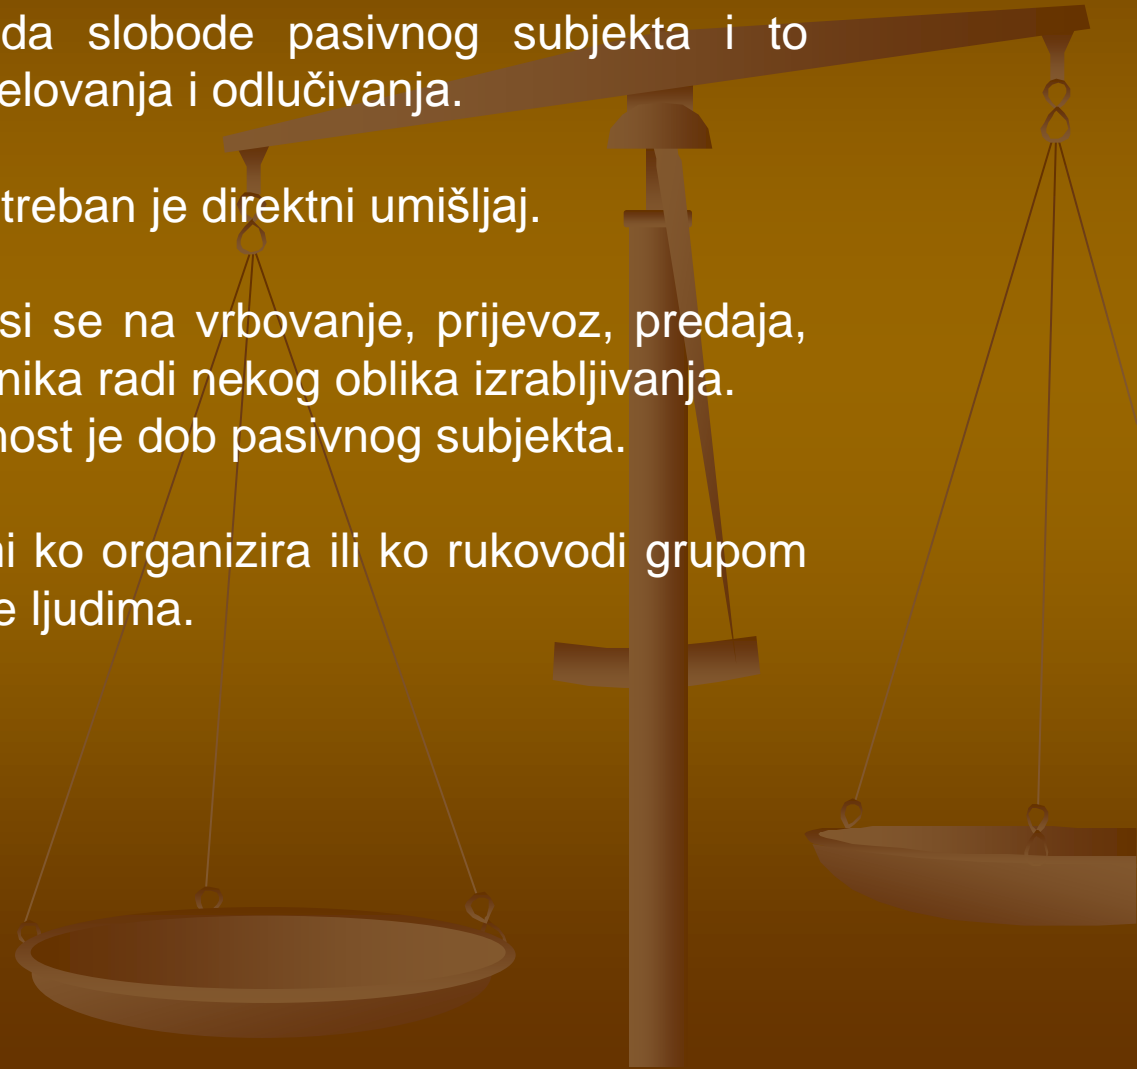 da slobode pasivnog subjekta i to
elovanja i odlučivanja.
treban je direktni umišljaj.
si se na vrbovanje, prijevoz, predaja,
nika radi nekog oblika izrabljivanja.
nost je dob pasivnog subjekta.
ni ko organizira ili ko rukovodi grupom
e ljudima.